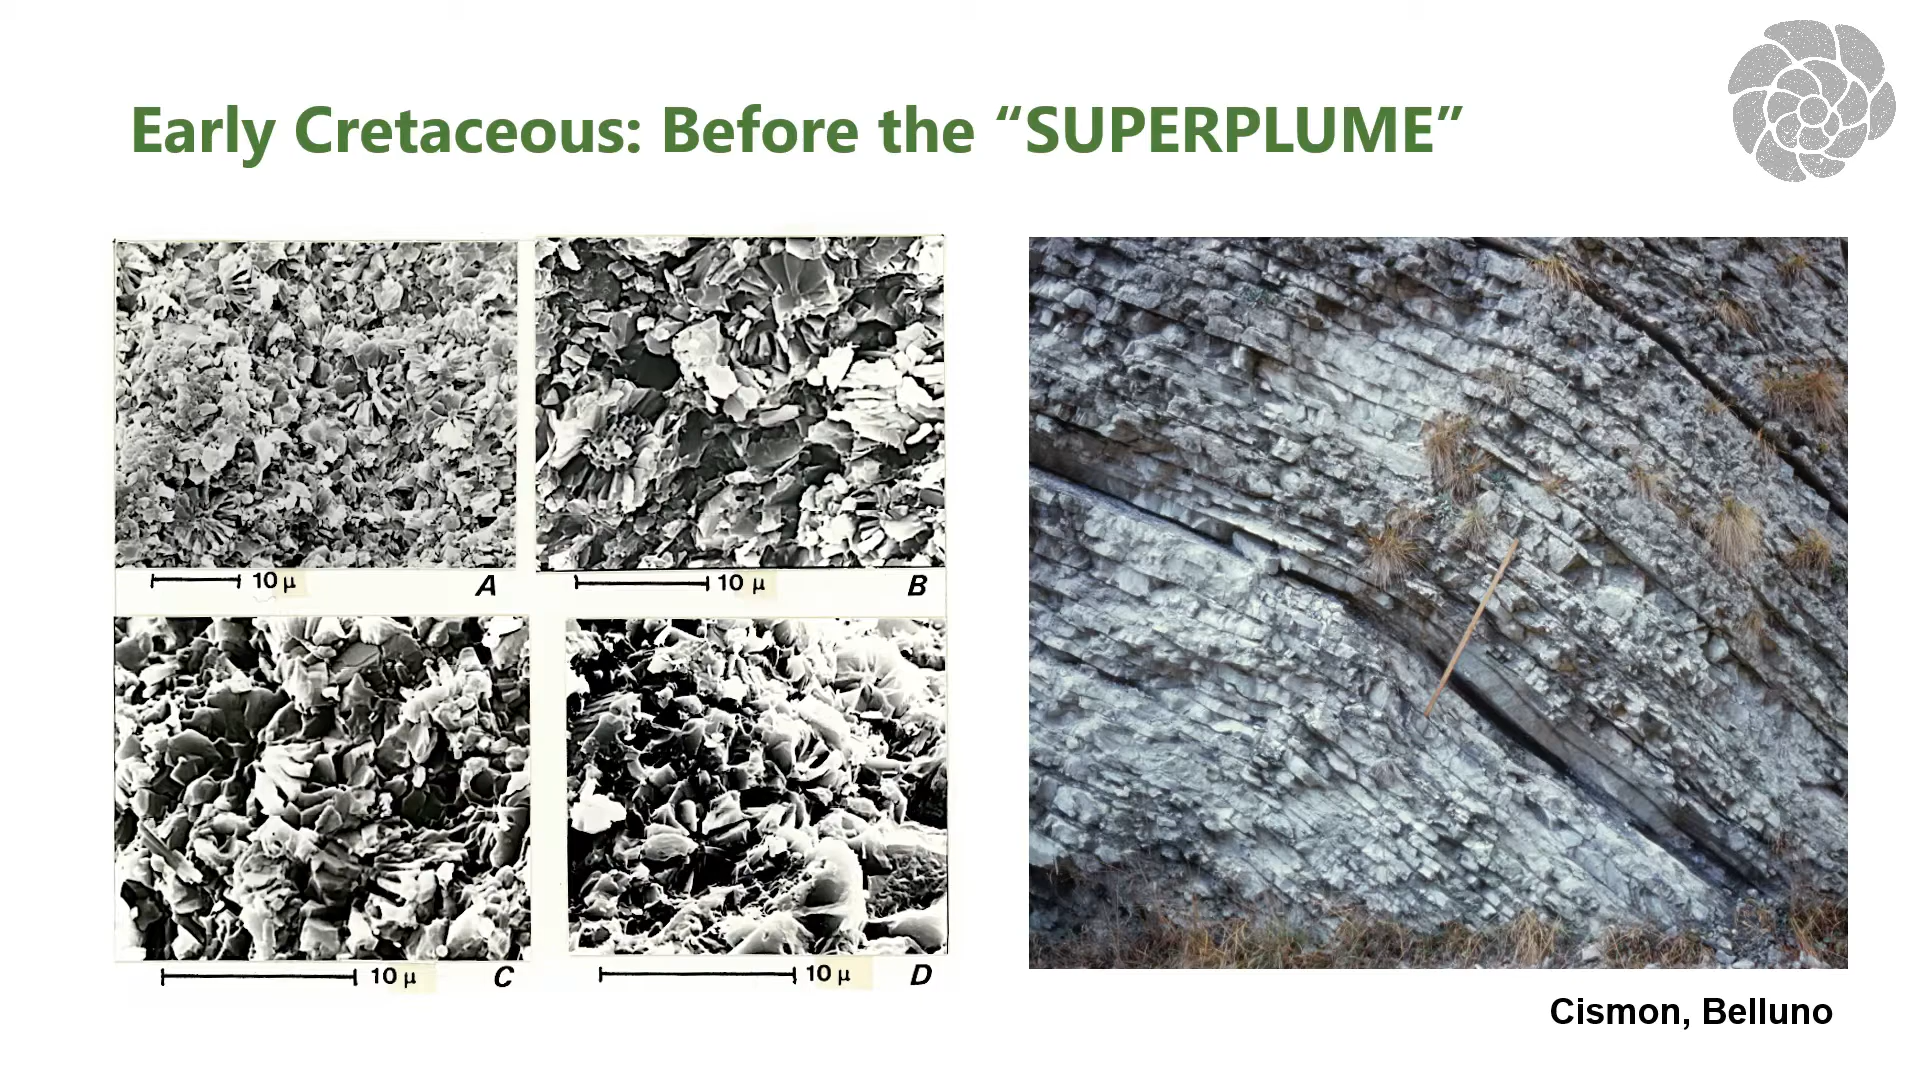 Early Cretaceous: Before the “SUPERPLUME”
10 μ A
10 μ B
10 μ C
10 μ D
Cismon, Belluno